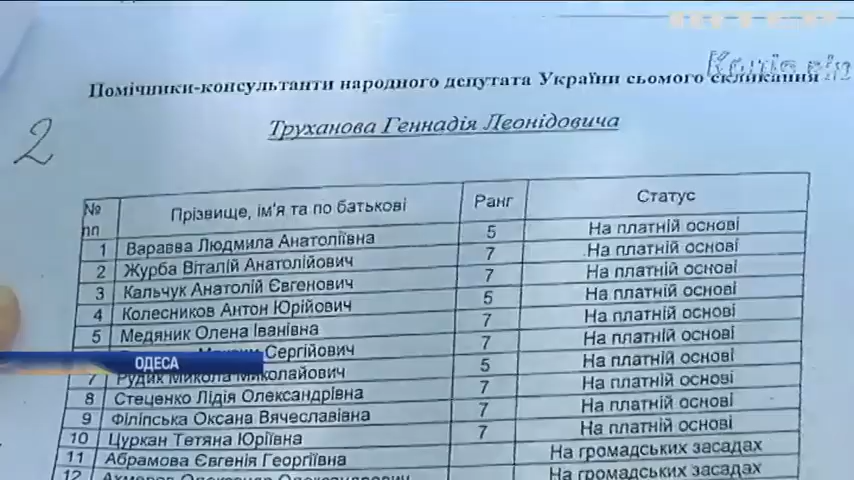 Помічники-консультанти народного депутата України сьомого скликання
Труханова Геннадія Леонідовича
2
№ пп Прізвище, ім'я та по батькові Ранг Статус
1 Варавва Людмила Анатоліївна 5 На платній основі
2 Журба Віталій Анатолійович 7 На платній основі
3 Кальчук Анатолій Євгенович 7 На платній основі
4 Колесников Антон Юрійович 5 На платній основі
5 Медяник Олена Іванівна 7 На платній основі
Сергійович 7 На платній основі
7 Рудик Микола Миколайович 5 На платній основі
8 Стеценко Лідія Олександрівна 7 На платній основі
9 Філіпська Оксана Вячеславівна 7 На платній основі
10 Цуркан Тетяна Юріївна 7 На платній основі
11 Абрамова Євгенія Георгіївна На громадських засадах
12 На громадських засадах
ОДЕСА